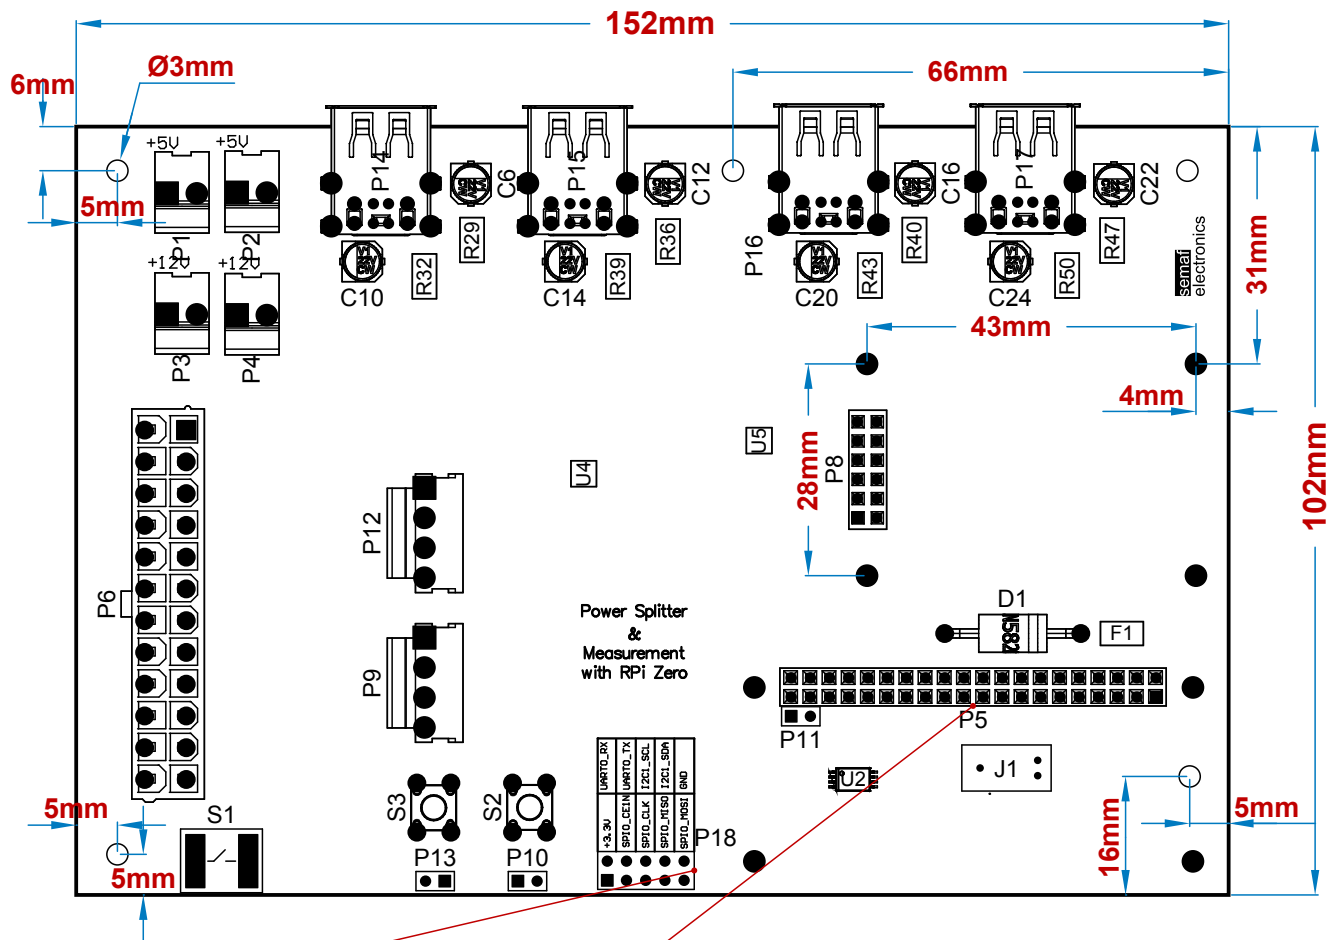 152mm
66mm
Ø3mm
6mm
+5V
+5V
P14
P15
P17
C6
C12
C16
C22
5mm
P1
P2
R29
R36
R40
R47
P16
+12V
+12V
R32
R39
R43
R50
C10
C14
C20
C24
semaf
electronics
31mm
43mm
P3
P4
4mm
U4
U5
P8
28mm
102mm
P12
P6
Power Splitter
&
Measurement
with RPi Zero
D1
N582
F1
P9
P5
P11
UART0_RX
UART0_TX
I2C1_SCL
I2C1_SDA
GND
+3.3V
SPI0_CE1N
SPI0_CLK
SPI0_MISO
SPI0_MOSI
U2
J1
S3
S2
S1
5mm
P18
P13
P10
5mm
16mm
5mm